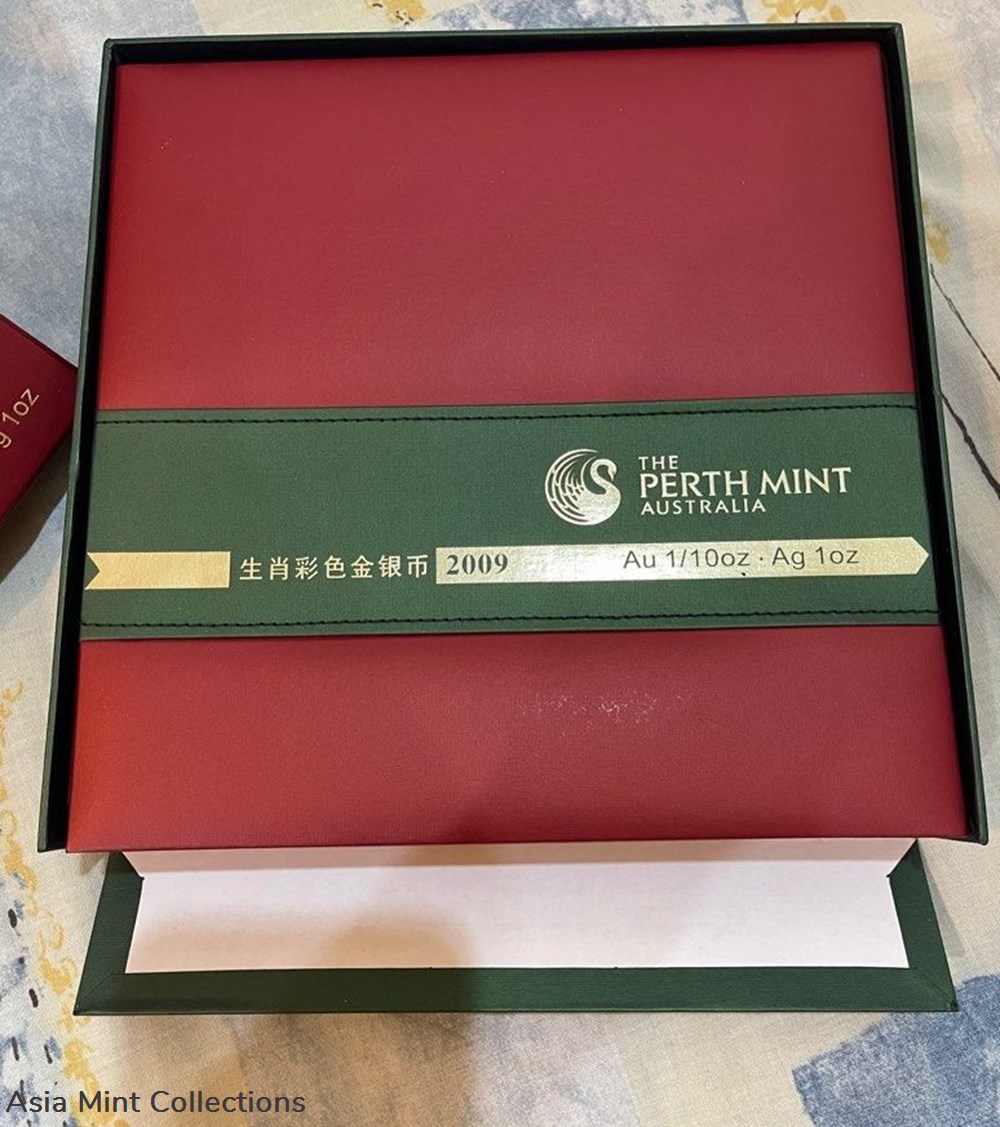 THE
PERTH MINT
AUSTRALIA
生肖彩色金银币 2009 Au 1/10oz · Ag 1oz
g 1oz
Asia Mint Collections